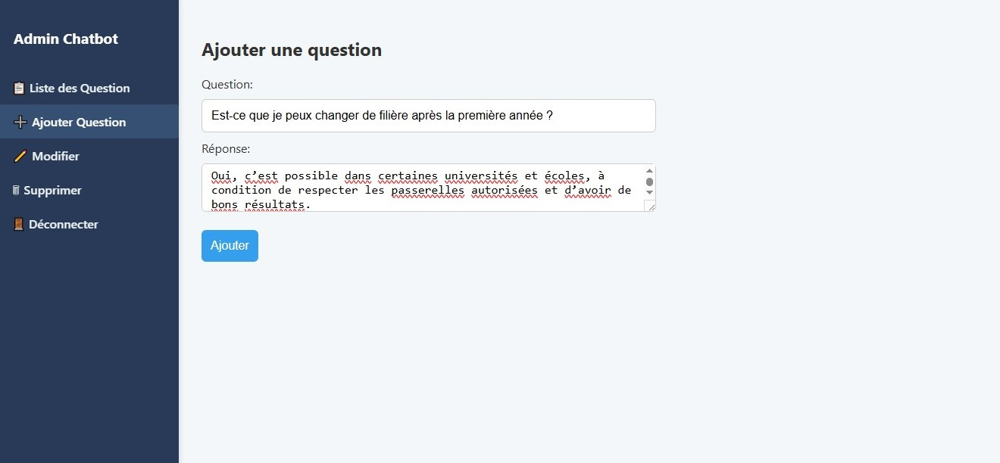 Admin Chatbot
Liste des Question
Ajouter Question
Modifier
Supprimer
Déconnecter
Ajouter une question
Question:
Est-ce que je peux changer de filière après la première année ?
Réponse:
Oui, c’est possible dans certaines universités et écoles, à
condition de respecter les passerelles autorisées et d’avoir de
bons résultats.
Ajouter